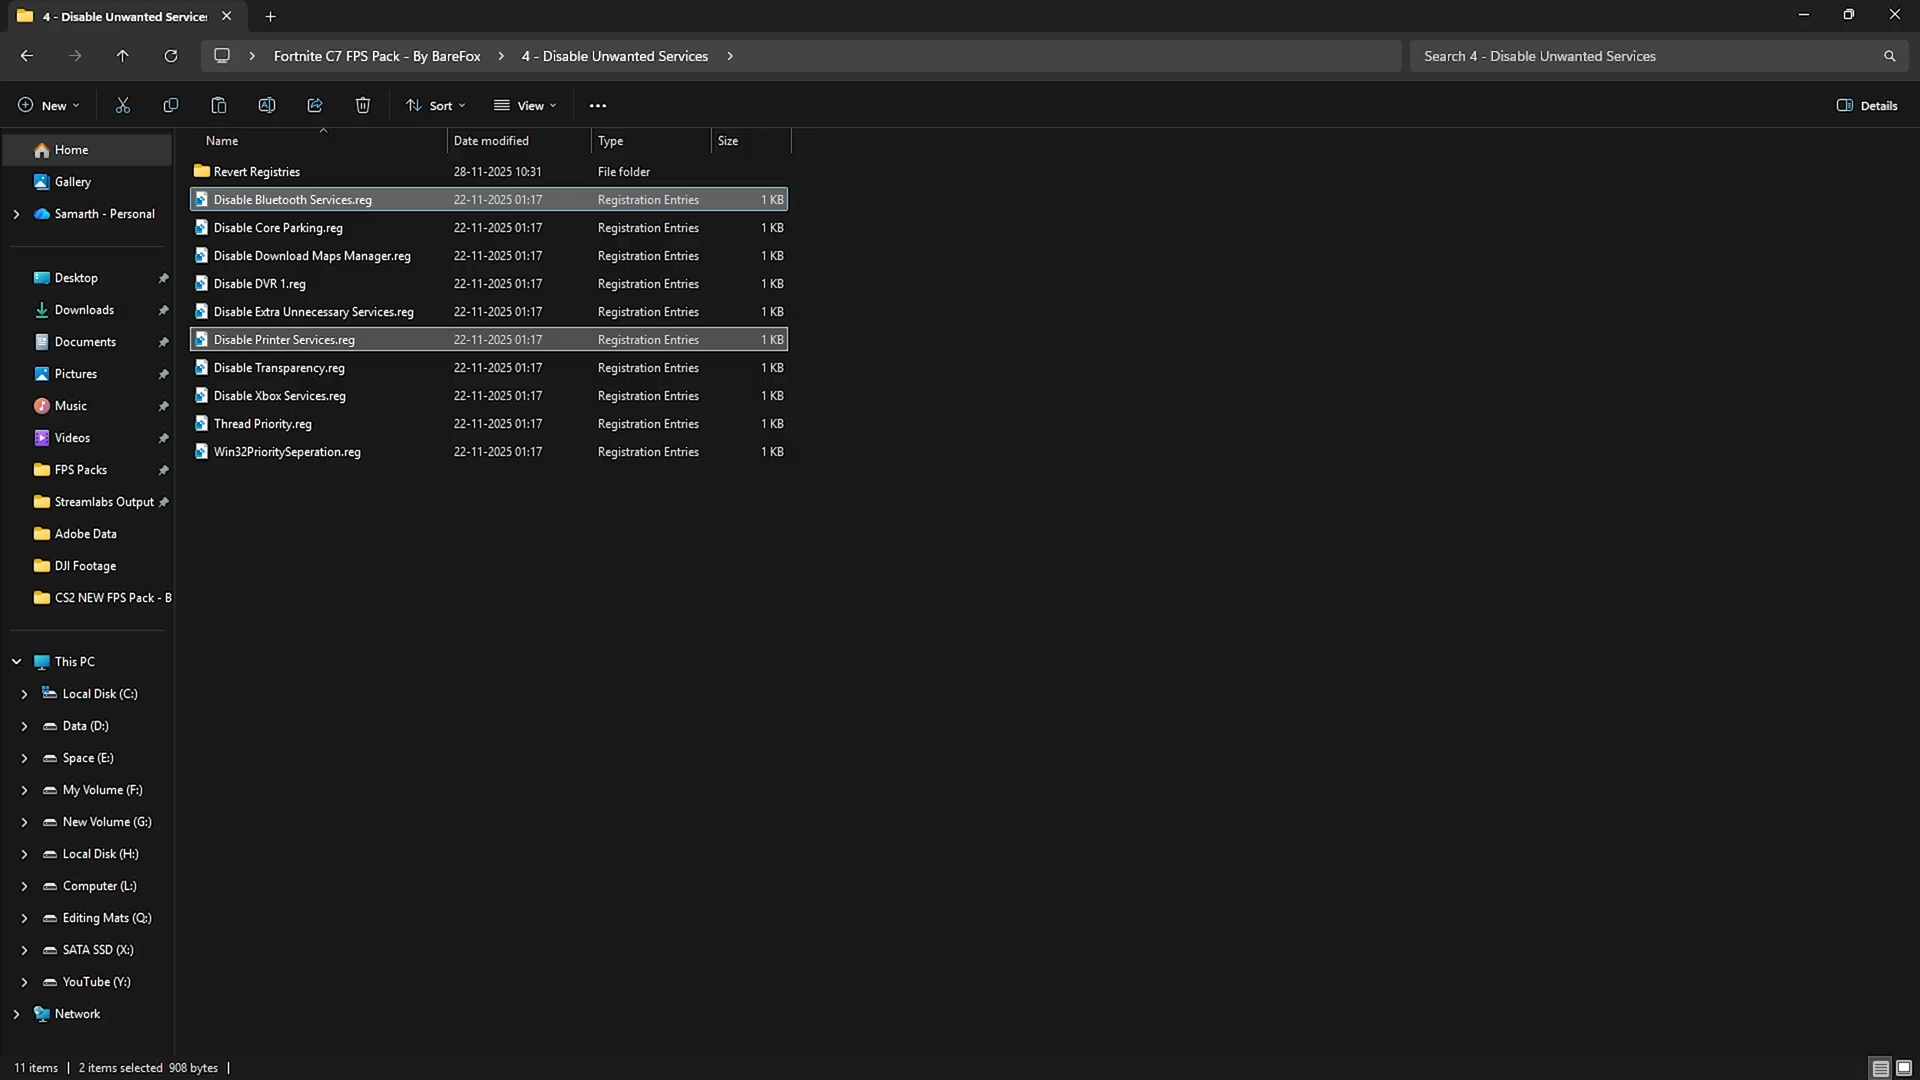 4 - Disable Unwanted Service:
Fortnite C7 FPS Pack - By BareFox > 4 - Disable Unwanted Services >
Search 4 - Disable Unwanted Services
New
Sort
View
Details
Name Date modified Type Size
Revert Registries 28-11-2025 10:31 File folder
Disable Bluetooth Services.reg 22-11-2025 01:17 Registration Entries 1 KB
Disable Core Parking.reg 22-11-2025 01:17 Registration Entries 1 KB
Disable Download Maps Manager.reg 22-11-2025 01:17 Registration Entries 1 KB
Disable DVR 1.reg 22-11-2025 01:17 Registration Entries 1 KB
Disable Extra Unnecessary Services.reg 22-11-2025 01:17 Registration Entries 1 KB
Disable Printer Services.reg 22-11-2025 01:17 Registration Entries 1 KB
Disable Transparency.reg 22-11-2025 01:17 Registration Entries 1 KB
Disable Xbox Services.reg 22-11-2025 01:17 Registration Entries 1 KB
Thread Priority.reg 22-11-2025 01:17 Registration Entries 1 KB
Win32PrioritySeperation.reg 22-11-2025 01:17 Registration Entries 1 KB
Home
Gallery
Samarth - Personal
Desktop
Downloads
Documents
Pictures
Music
Videos
FPS Packs
Streamlabs Output
Adobe Data
DJI Footage
CS2 NEW FPS Pack - B
This PC
Local Disk (C:)
Data (D:)
Space (E:)
My Volume (F:)
New Volume (G:)
Local Disk (H:)
Computer (L:)
Editing Mats (Q:)
SATA SSD (X:)
YouTube (Y:)
Network
11 items | 2 items selected 908 bytes |